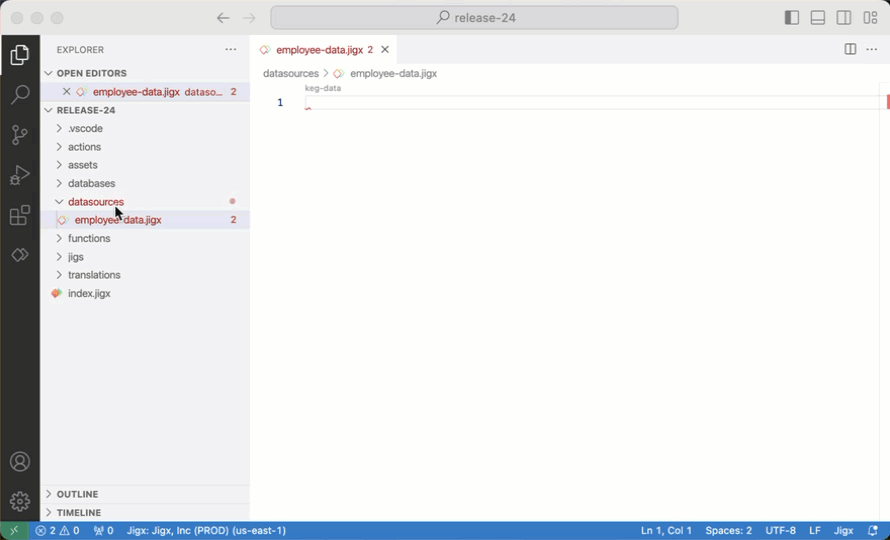 release-24
EXPLORER
OPEN EDITORS
employee-data.jigx dataso... 2
RELEASE-24
.vscode
actions
assets
databases
datasources
employee-data.jigx 2
functions
jigs
translations
index.jigx
OUTLINE
TIMELINE
employee-data.jigx 2
datasources > employee-data.jigx
keg-data
1
2 0 0 Jigx: Jigx, Inc (PROD) (us-east-1) Ln 1, Col 1 Spaces: 2 UTF-8 LF Jigx